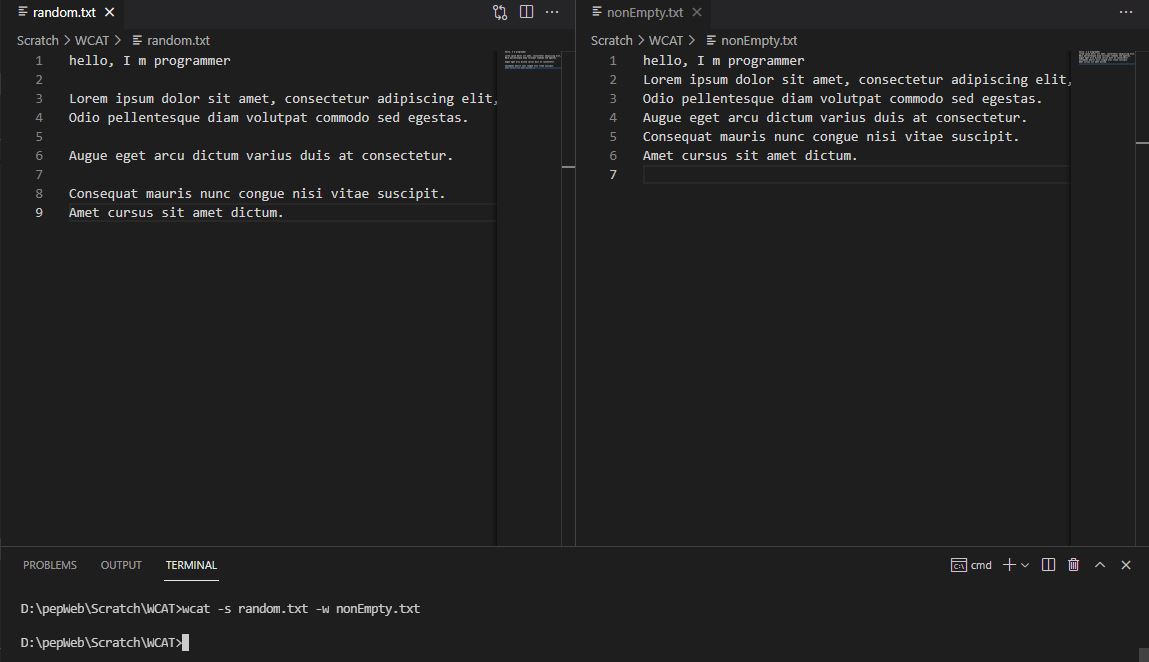 random.txt
Scratch > WCAT > random.txt
1 hello, I m programmer
2
3 Lorem ipsum dolor sit amet, consectetur adipiscing elit,
4 Odio pellentesque diam volutpat commodo sed egestas.
5
6 Augue eget arcu dictum varius duis at consectetur.
7
8 Consequat mauris nunc congue nisi vitae suscipit.
9 Amet cursus sit amet dictum.
nonEmpty.txt
Scratch > WCAT > nonEmpty.txt
1 hello, I m programmer
2 Lorem ipsum dolor sit amet, consectetur adipiscing elit,
3 Odio pellentesque diam volutpat commodo sed egestas.
4 Augue eget arcu dictum varius duis at consectetur.
5 Consequat mauris nunc congue nisi vitae suscipit.
6 Amet cursus sit amet dictum.
7
PROBLEMS OUTPUT TERMINAL cmd
D:\pepWeb\Scratch\WCAT>wcat -s random.txt -w nonEmpty.txt
D:\pepWeb\Scratch\WCAT>